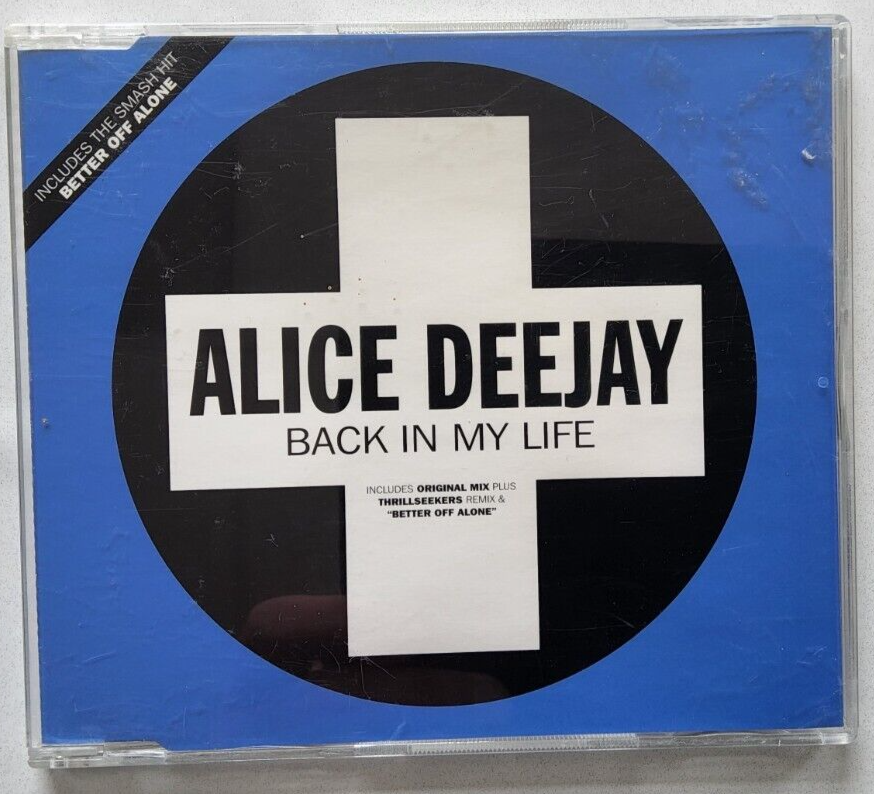 INCLUDES THE SMASH HIT
BETTER OFF ALONE
ALICE DEEJAY
BACK IN MY LIFE
INCLUDES ORIGINAL MIX PLUS
THRILLSEEKERS REMIX &
“BETTER OFF ALONE”